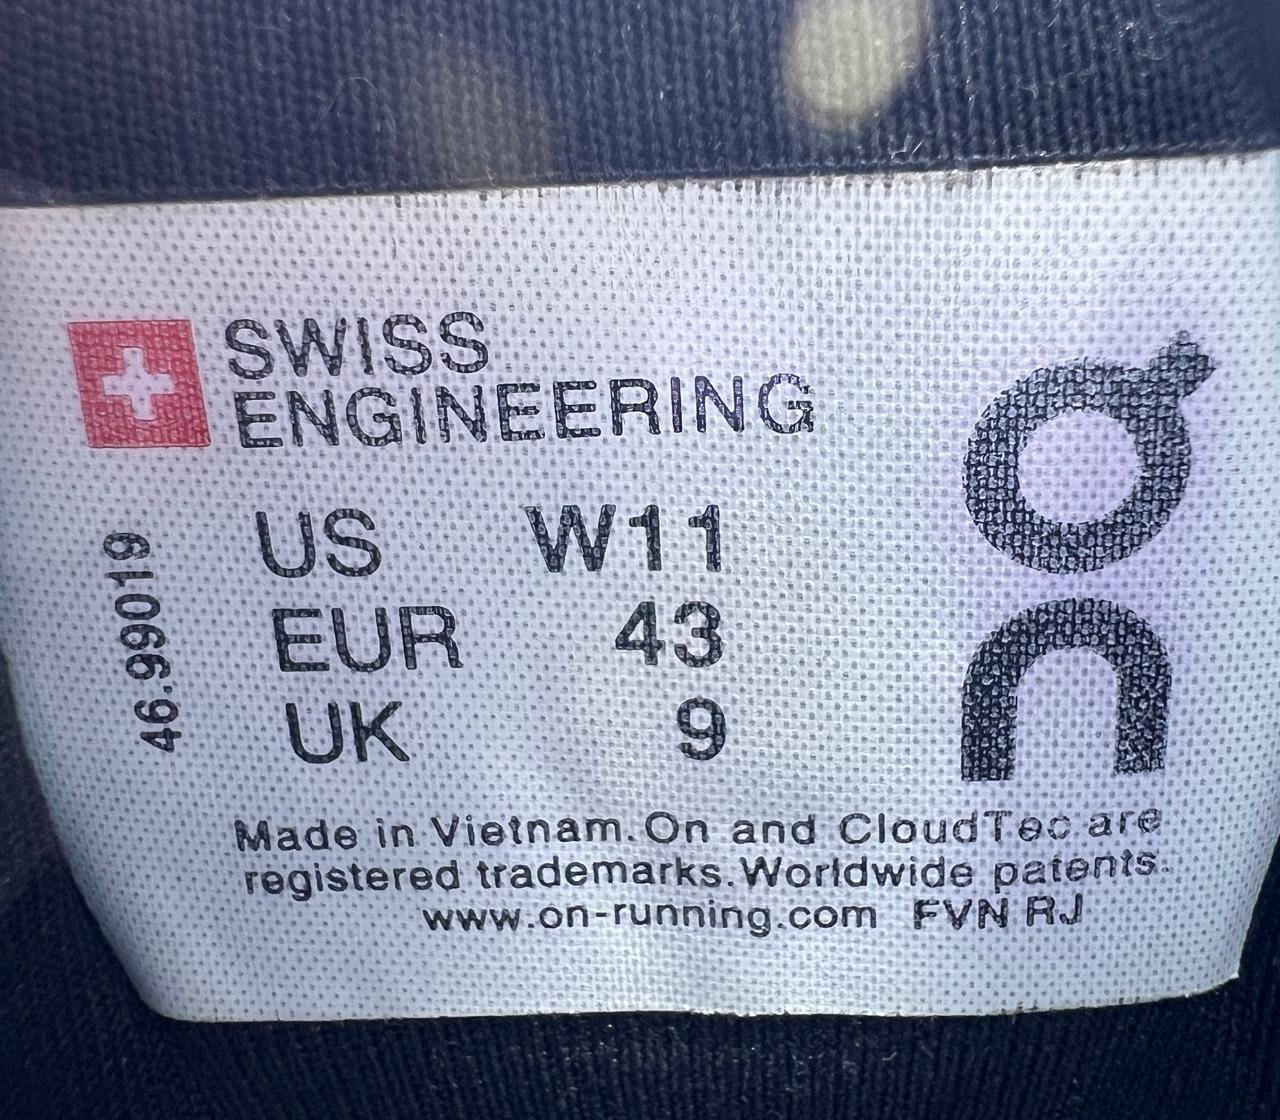 SWISS
ENGINEERING
US W11
EUR 43
UK 9
46.99019
On
Made in Vietnam. On and CloudTec are
registered trademarks. Worldwide patents.
www.on-running.com FVN RJ